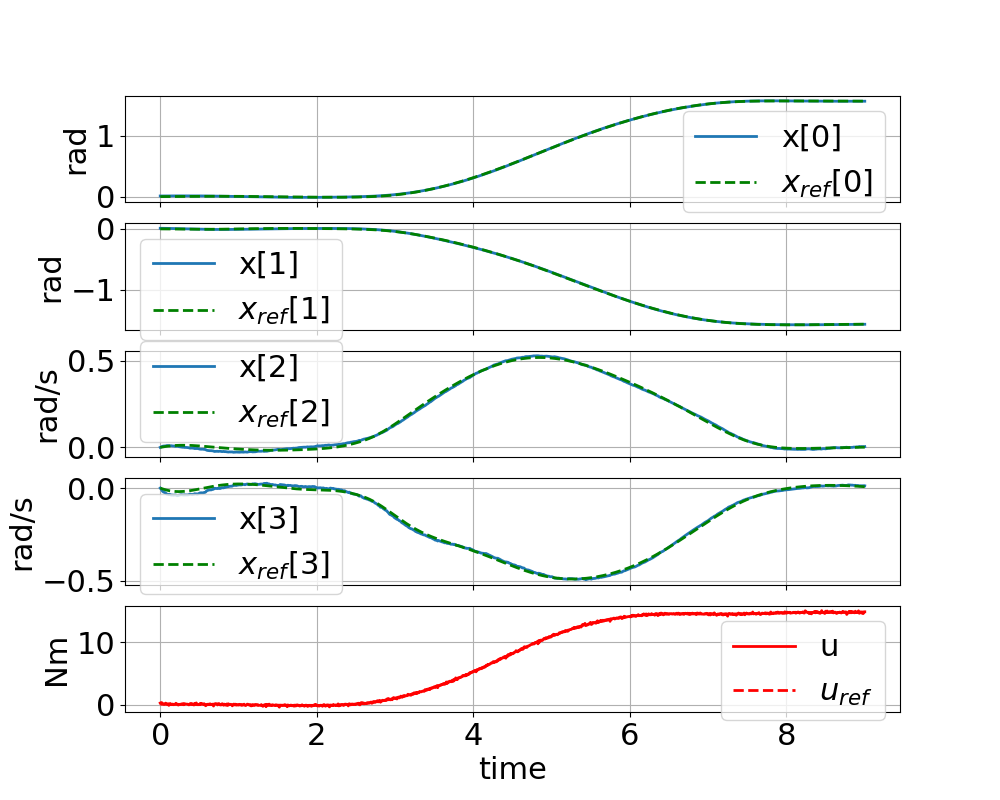 rad
1
0
x[0]
x_ref[0]
rad
0
−1
x[1]
x_ref[1]
rad/s
0.5
0.0
x[2]
x_ref[2]
rad/s
0.0
−0.5
x[3]
x_ref[3]
Nm
10
0
u
u_ref
0 2 4 6 8
time